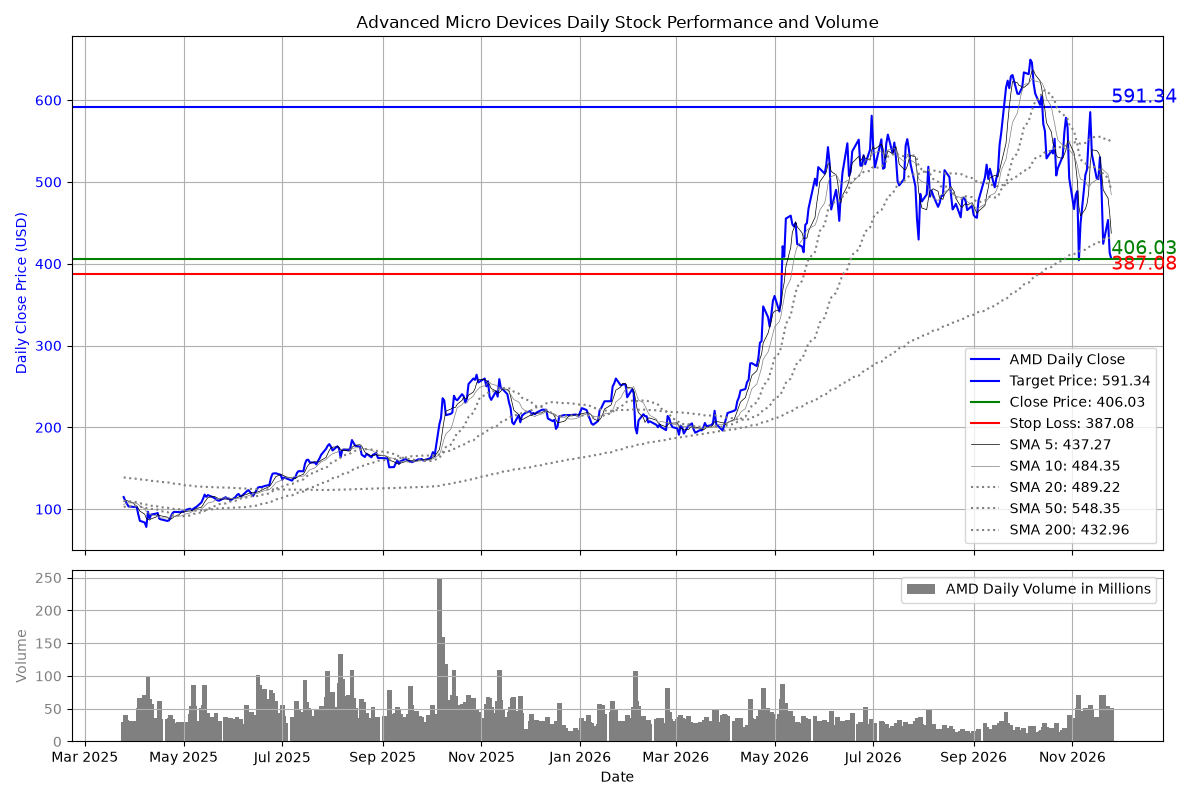 Advanced Micro Devices Daily Stock Performance and Volume
Daily Close Price (USD)
600
500
400
300
200
100
591.34
406.03
387.08
AMD Daily Close
Target Price: 591.34
Close Price: 406.03
Stop Loss: 387.08
SMA 5: 437.27
SMA 10: 484.35
SMA 20: 489.22
SMA 50: 548.35
SMA 200: 432.96
Volume
250
200
150
100
50
0
AMD Daily Volume in Millions
Mar 2025 May 2025 Jul 2025 Sep 2025 Nov 2025 Jan 2026 Mar 2026 May 2026 Jul 2026 Sep 2026 Nov 2026
Date